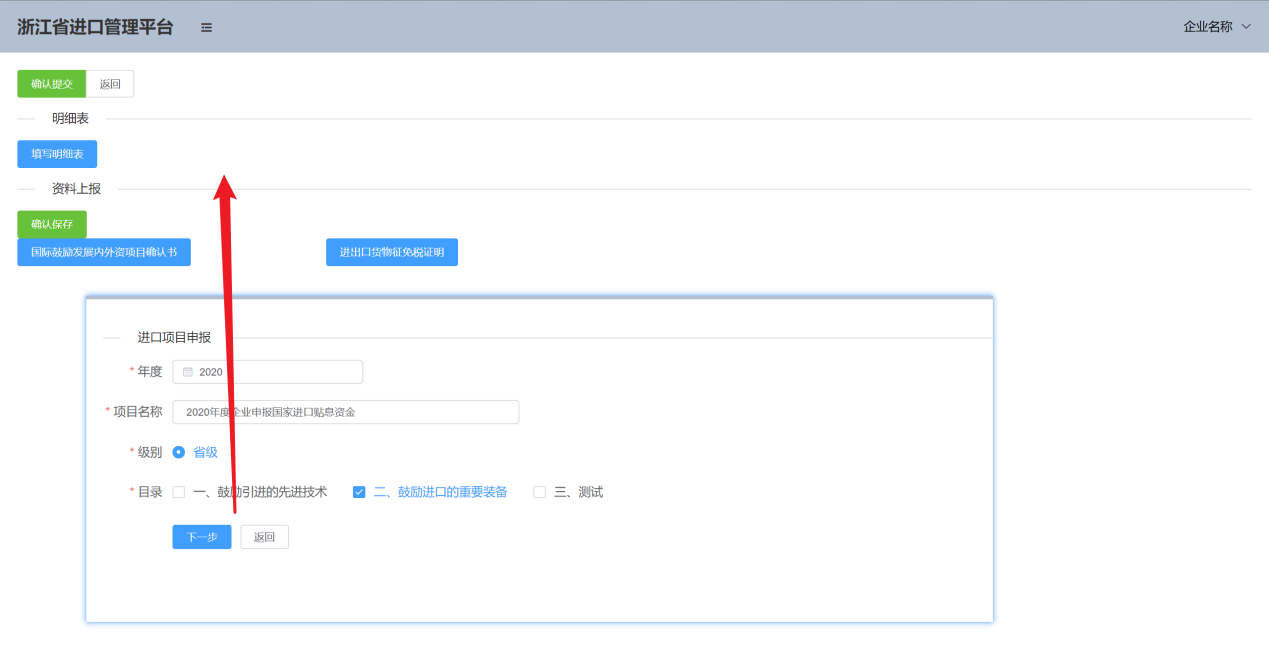 浙江省进口管理平台 企业名称
确认提交 返回
明细表
填写明细表
资料上报
确认保存
国际鼓励发展内外资项目确认书 进出口货物征免税证明
进口项目申报
* 年度 2020
* 项目名称 2020年度企业申报国家进口贴息资金
* 级别 省级
* 目录 一、鼓励引进的先进技术 二、鼓励进口的重要装备 三、测试
下一步 返回